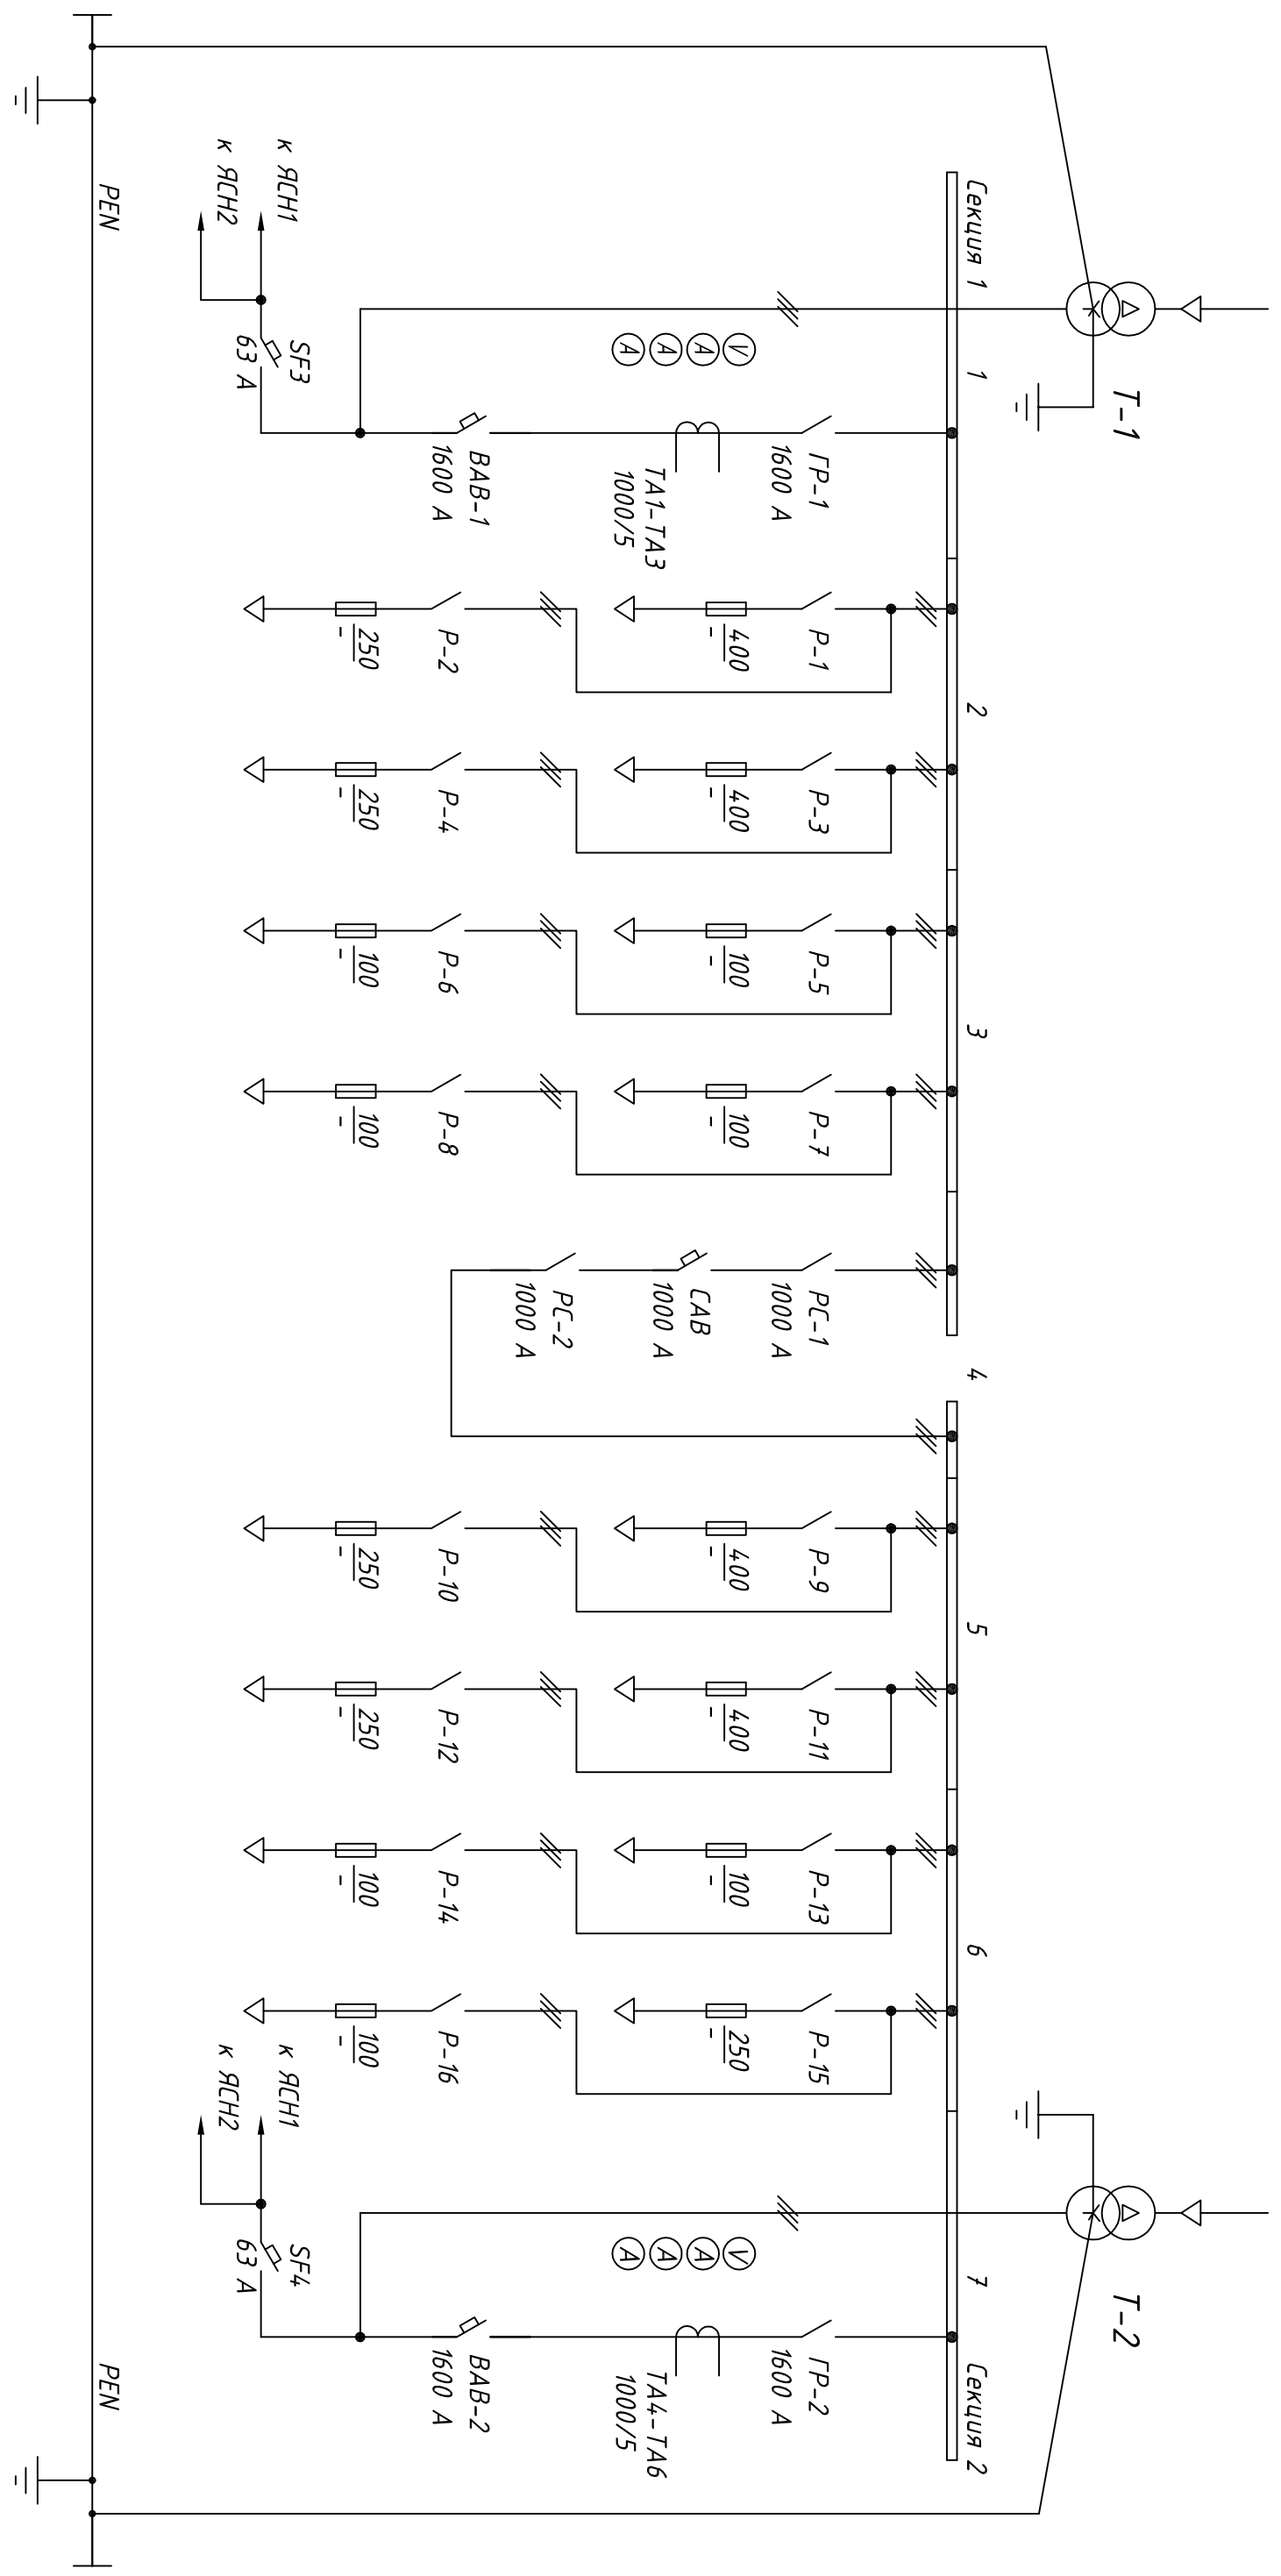 Т-1
Т-2
Секция 1
1
2
3
4
5
6
7
Секция 2
ГР-1
1600 А
ТА1-ТА3
1000/5
V
А
А
А
ВАВ-1
1600 А
SF3
63 А
к ЯСН1
к ЯСН2
Р-1
400
-
Р-2
250
-
Р-3
400
-
Р-4
250
-
Р-5
100
-
Р-6
100
-
Р-7
100
-
Р-8
100
-
РС-1
1000 А
САВ
1000 А
РС-2
1000 А
Р-9
400
-
Р-10
250
-
Р-11
400
-
Р-12
250
-
Р-13
100
-
Р-14
100
-
Р-15
250
-
Р-16
100
-
ГР-2
1600 А
ТА4-ТА6
1000/5
V
А
А
А
ВАВ-2
1600 А
SF4
63 А
к ЯСН1
к ЯСН2
PEN
PEN